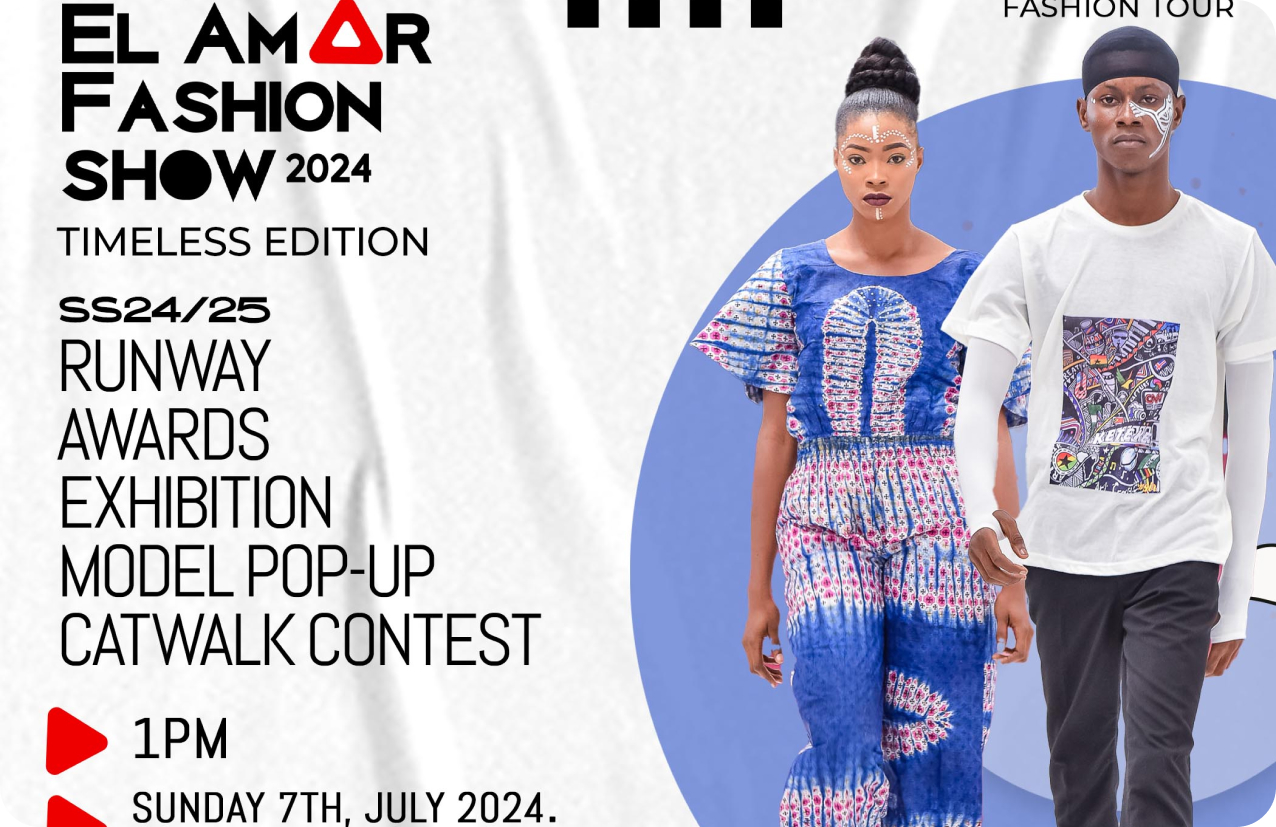 FASHION TOUR
EL AMAR
FASHION
SHOW 2024
TIMELESS EDITION
SS24/25
RUNWAY
AWARDS
EXHIBITION
MODEL POP-UP
CATWALK CONTEST
1PM
SUNDAY 7TH, JULY 2024.